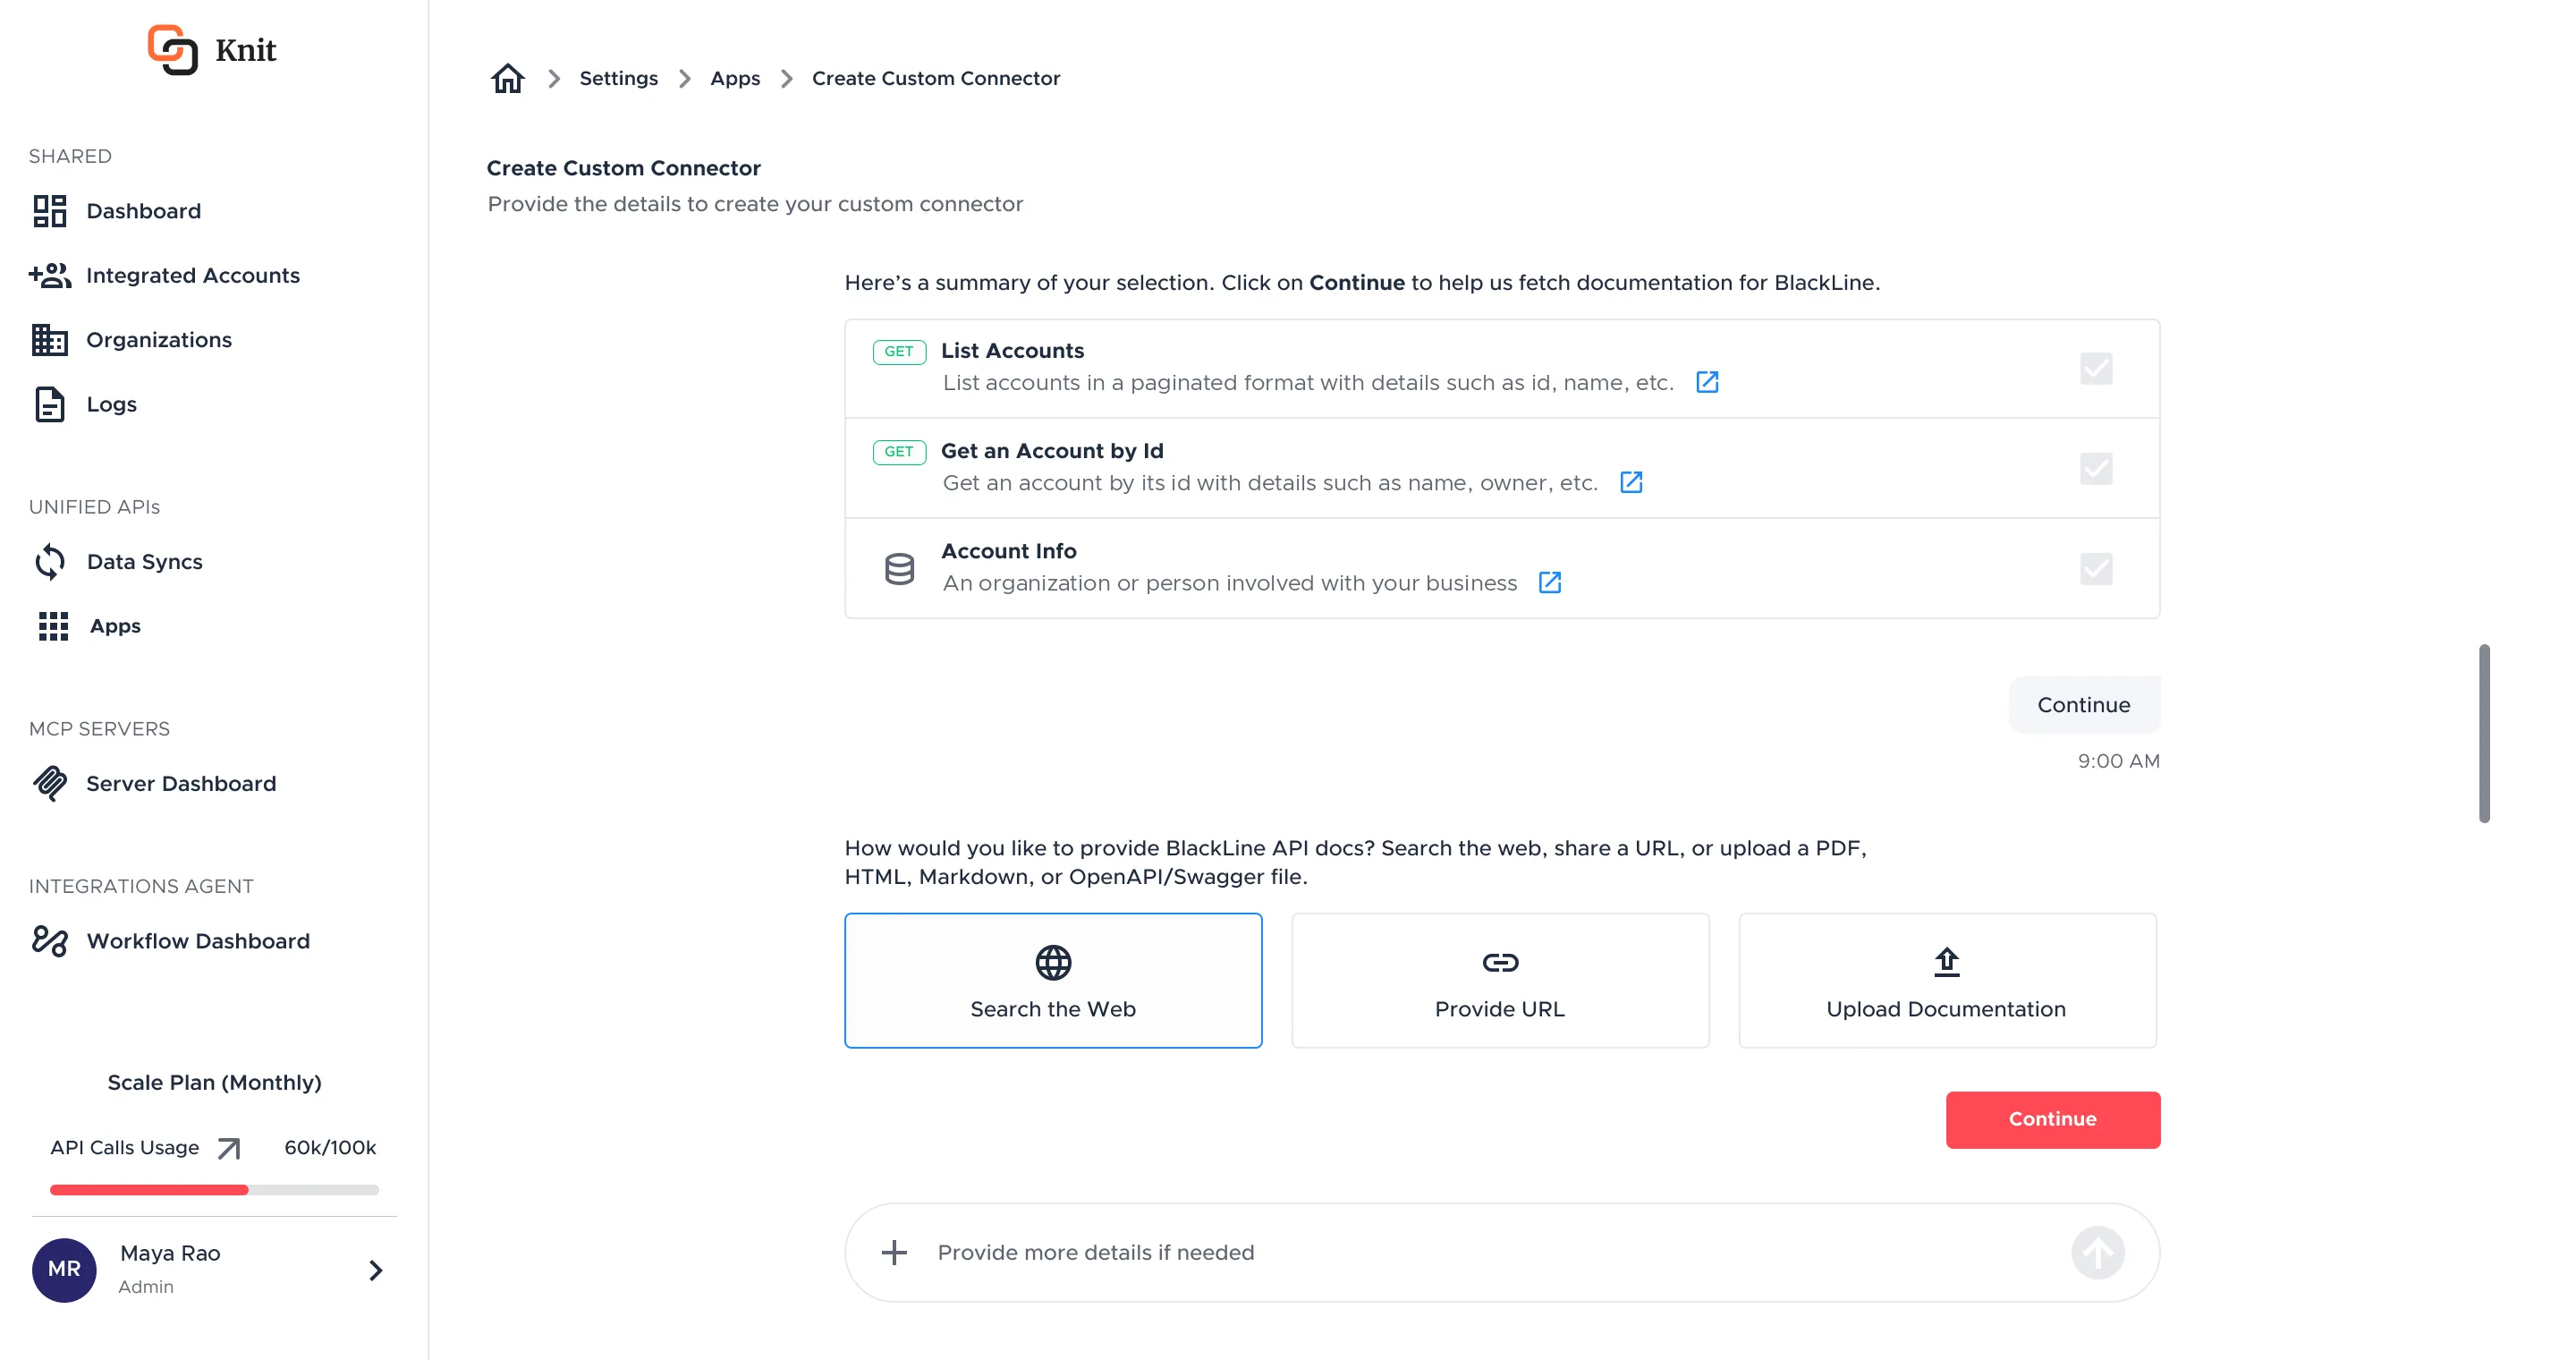 Knit
SHARED
Dashboard
Integrated Accounts
Organizations
Logs
UNIFIED APIs
Data Syncs
Apps
MCP SERVERS
Server Dashboard
INTEGRATIONS AGENT
Workflow Dashboard
Scale Plan (Monthly)
API Calls Usage 60k/100k
MR
Maya Rao
Admin
Settings Apps Create Custom Connector
Create Custom Connector
Provide the details to create your custom connector
Here’s a summary of your selection. Click on Continue to help us fetch documentation for BlackLine.
GET List Accounts
List accounts in a paginated format with details such as id, name, etc.
GET Get an Account by Id
Get an account by its id with details such as name, owner, etc.
Account Info
An organization or person involved with your business
Continue
9:00 AM
How would you like to provide BlackLine API docs? Search the web, share a URL, or upload a PDF,
HTML, Markdown, or OpenAPI/Swagger file.
Search the Web
Provide URL
Upload Documentation
Continue
Provide more details if needed